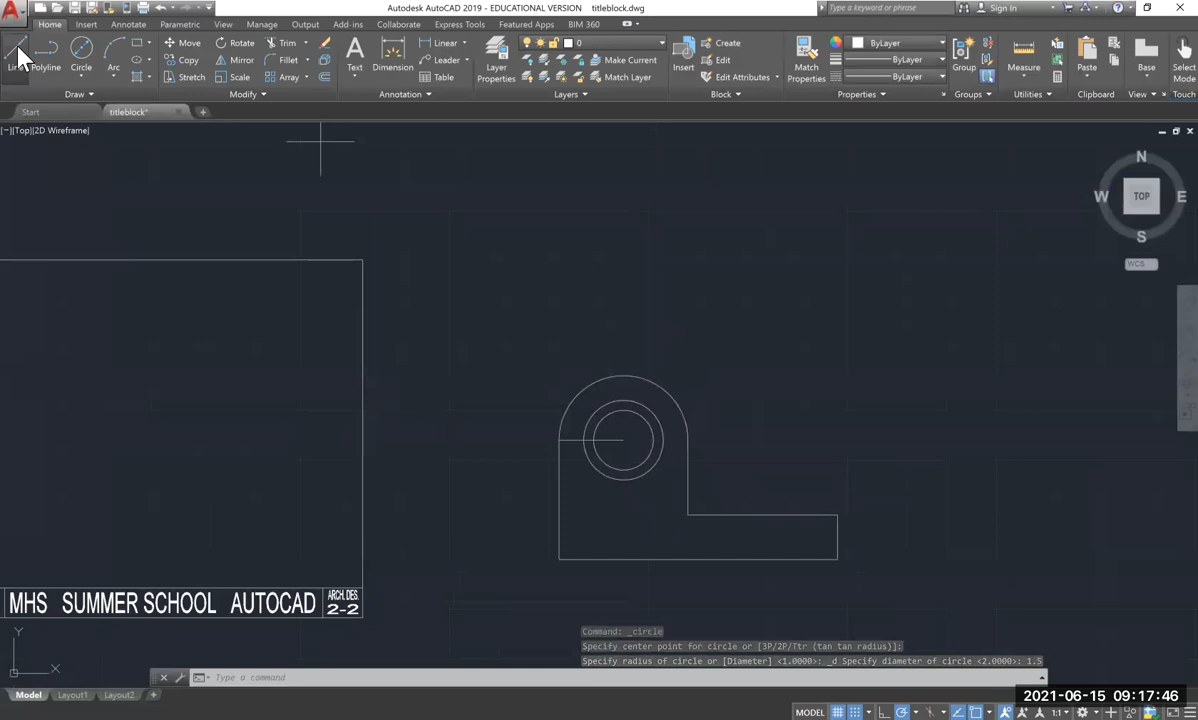 Autodesk AutoCAD 2019 - EDUCATIONAL VERSION titleblock.dwg
Type a keyword or phrase
Sign In
Home Insert Annotate Parametric View Manage Output Add-ins Collaborate Express Tools Featured Apps BIM 360
Line Polyline Circle Arc
Move Rotate Trim
Copy Mirror Fillet
Stretch Scale Array
Text Dimension
Linear
Leader
Table
Layer Properties
0
Make Current
Match Layer
Insert
Create
Edit
Edit Attributes
Match Properties
ByLayer
ByLayer
ByLayer
Group
Measure
Paste
Base
Select Mode
Draw Modify Annotation Layers Block Properties Groups Utilities Clipboard View Touch
Start titleblock*
[−][Top][2D Wireframe]
N
W TOP E
S
WCS
MHS SUMMER SCHOOL AUTOCAD
ARCH. DES.
2-2
Y
X
Command: _circle
Specify center point for circle or [3P/2P/Ttr (tan tan radius)]:
Specify radius of circle or [Diameter] <1.0000>: _d Specify diameter of circle <2.0000>: 1.5
Type a command
Model Layout1 Layout2
2021-06-15 09:17:46
MODEL
1:1